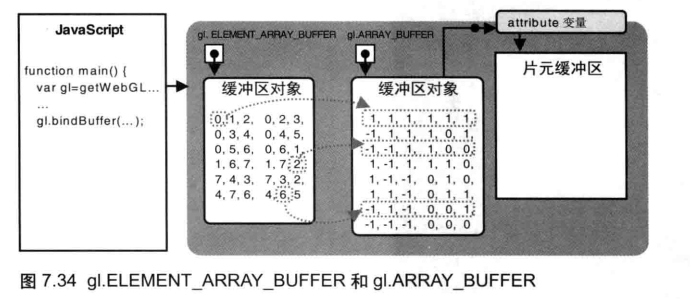 JavaScript
function main() {
var gl=getWebGL...
...
gl.bindBuffer(...);
gl. ELEMENT_ARRAY_BUFFER
gl.ARRAY_BUFFER
attribute 变量
缓冲区对象
0, 1, 2, 0, 2, 3,
0, 3, 4, 0, 4, 5,
0, 5, 6, 0, 6, 1,
1, 6, 7, 1, 7, 2,
7, 4, 3, 7, 3, 2,
4, 7, 6, 4, 6, 5
缓冲区对象
1, 1, 1, 1, 1, 1,
-1, 1, 1, 1, 0, 1,
-1, -1, 1, 1, 0, 0,
1, -1, 1, 1, 1, 0,
1, -1, -1, 0, 1, 0,
1, 1, -1, 0, 1, 1,
-1, 1, -1, 0, 0, 1,
-1, -1, -1, 0, 0, 0
片元缓冲区
图 7.34 gl.ELEMENT_ARRAY_BUFFER 和 gl.ARRAY_BUFFER